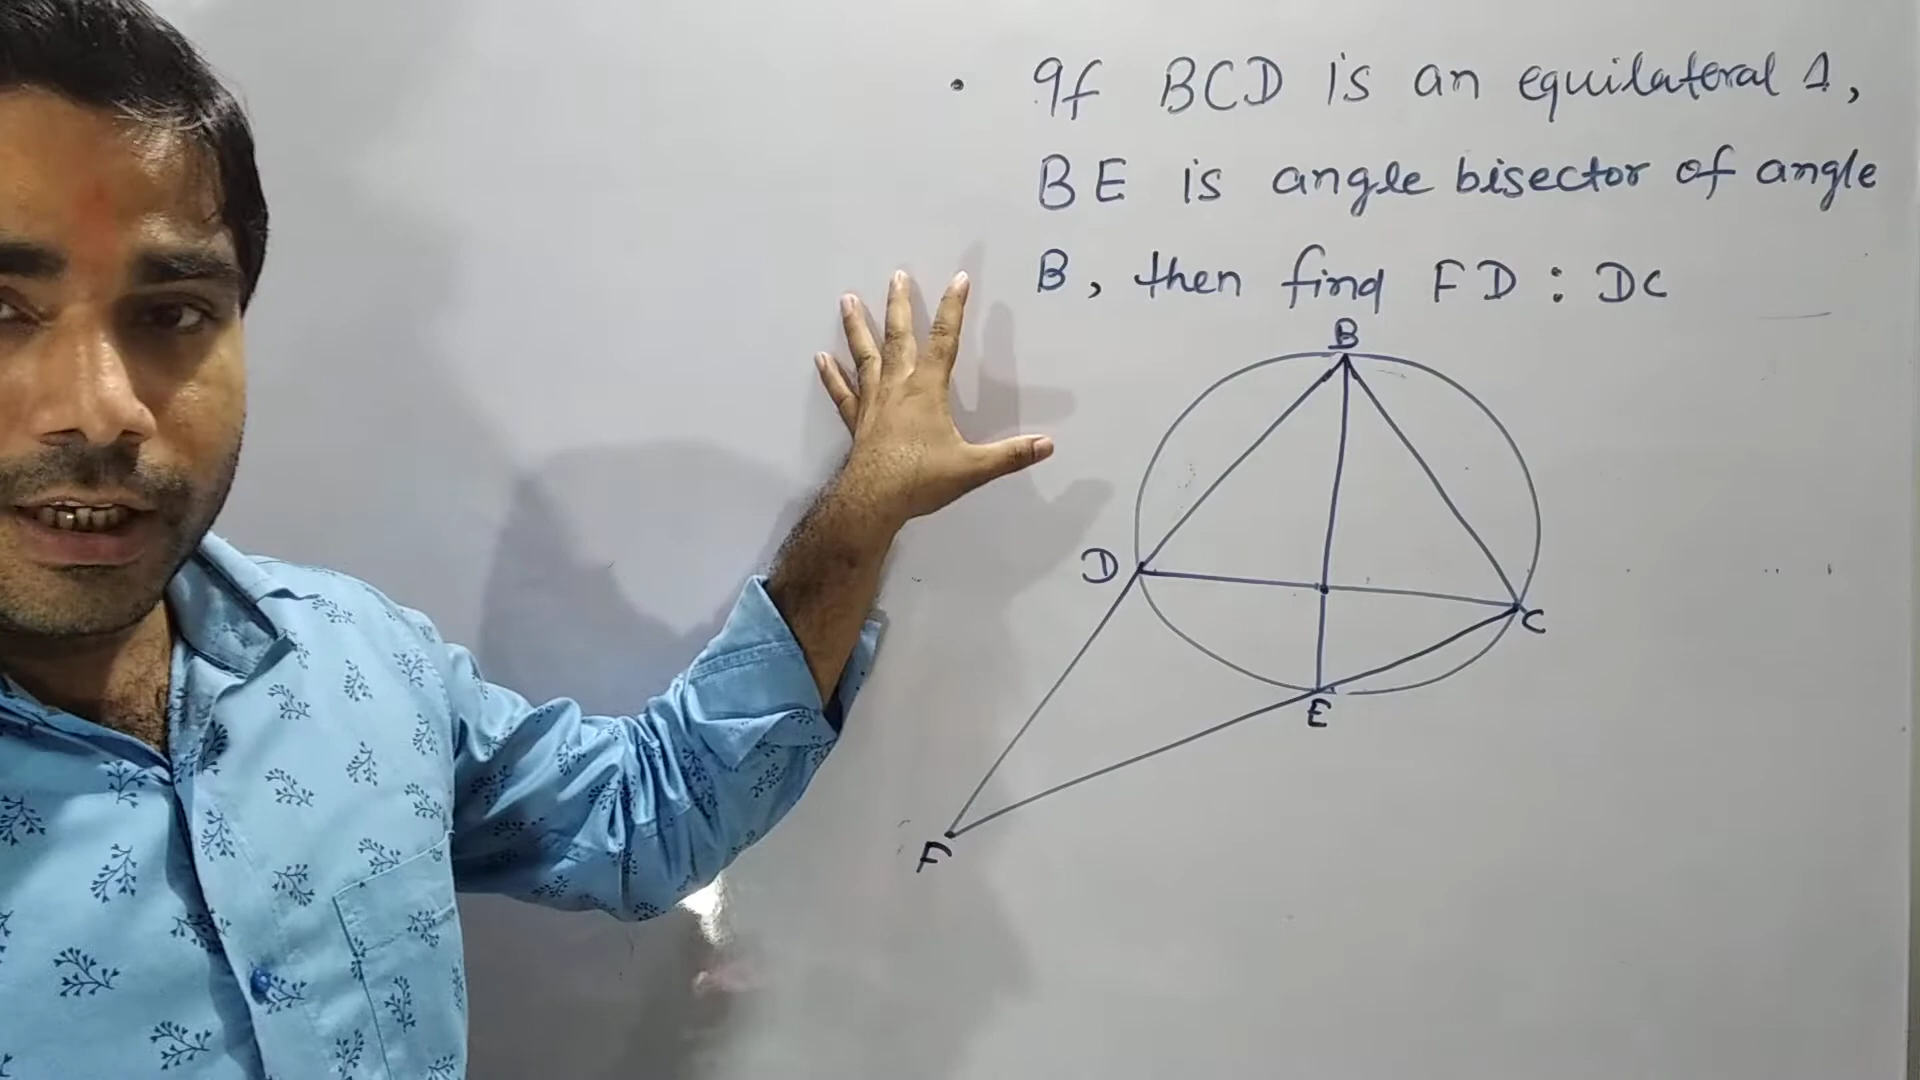 • If BCD is an equilateral Δ,
BE is angle bisector of angle
B, then find FD : DC
B
D
C
E
F